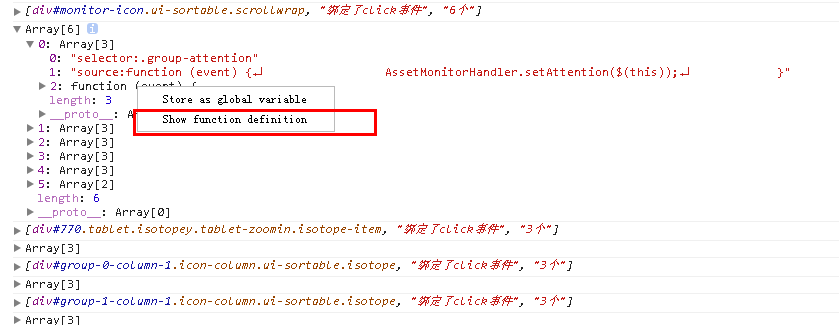 [div#monitor-icon.ui-sortable.scrollwrap, "绑定了click事件", "6个"]
Array[6]
0: Array[3]
0: "selector:.group-attention"
1: "source:function (event) {↵ AssetMonitorHandler.setAttention($(this));↵ }"
2: function (event) {
length: 3
Store as global variable
__proto__: A
Show function definition
1: Array[3]
2: Array[3]
3: Array[3]
4: Array[3]
5: Array[2]
length: 6
__proto__: Array[0]
[div#770.tablet.isotopey.tablet-zoomin.isotope-item, "绑定了click事件", "3个"]
Array[3]
[div#group-0-column-1.icon-column.ui-sortable.isotope, "绑定了click事件", "3个"]
Array[3]
[div#group-1-column-1.icon-column.ui-sortable.isotope, "绑定了click事件", "3个"]
Array[3]